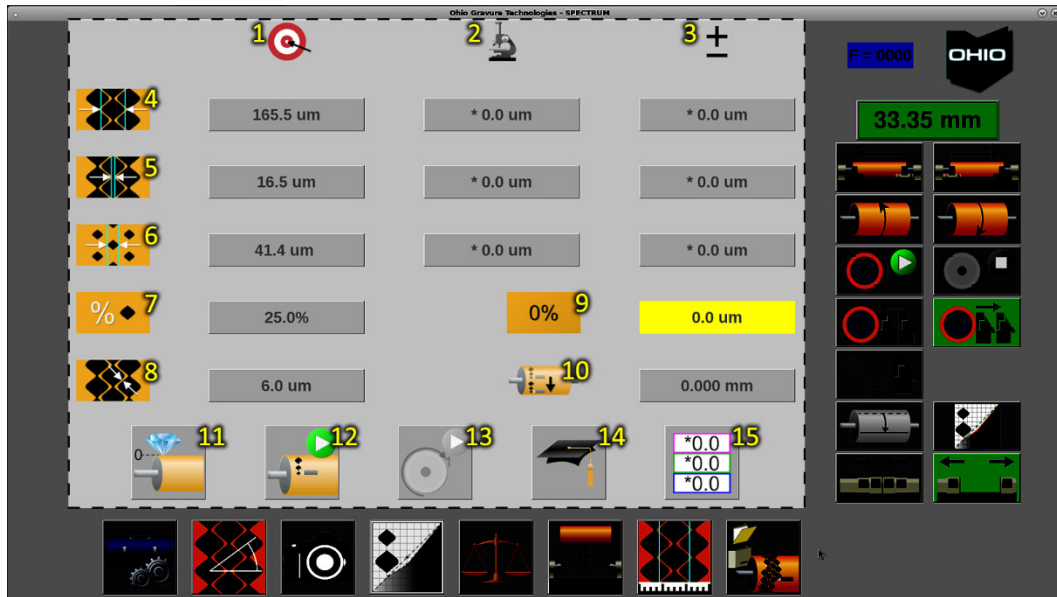 Ohio Gravure Technologies - SPECTRUM
1 2 3 ±
F = 0000 OHIO
4 165.5 um * 0.0 um * 0.0 um
33.35 mm
5 16.5 um * 0.0 um * 0.0 um
6 41.4 um * 0.0 um * 0.0 um
% 7 25.0% 0% 9 0.0 um
8 6.0 um 10 0.000 mm
11 12 13 14 15
0
*0.0
*0.0
*0.0